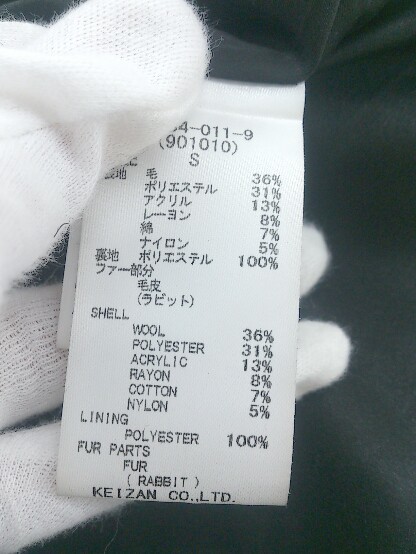 4-011-9
(901010)
S
地 毛 36%
ポリエステル 31%
アクリル 13%
レーヨン 8%
綿 7%
ナイロン 5%
裏地 ポリエステル 100%
ファー部分
毛皮
(ラビット)
SHELL
WOOL 36%
POLYESTER 31%
ACRYLIC 13%
RAYON 8%
COTTON 7%
NYLON 5%
LINING
POLYESTER 100%
FUR PARTS
FUR
(RABBIT)
KEIZAN CO.,LTD.